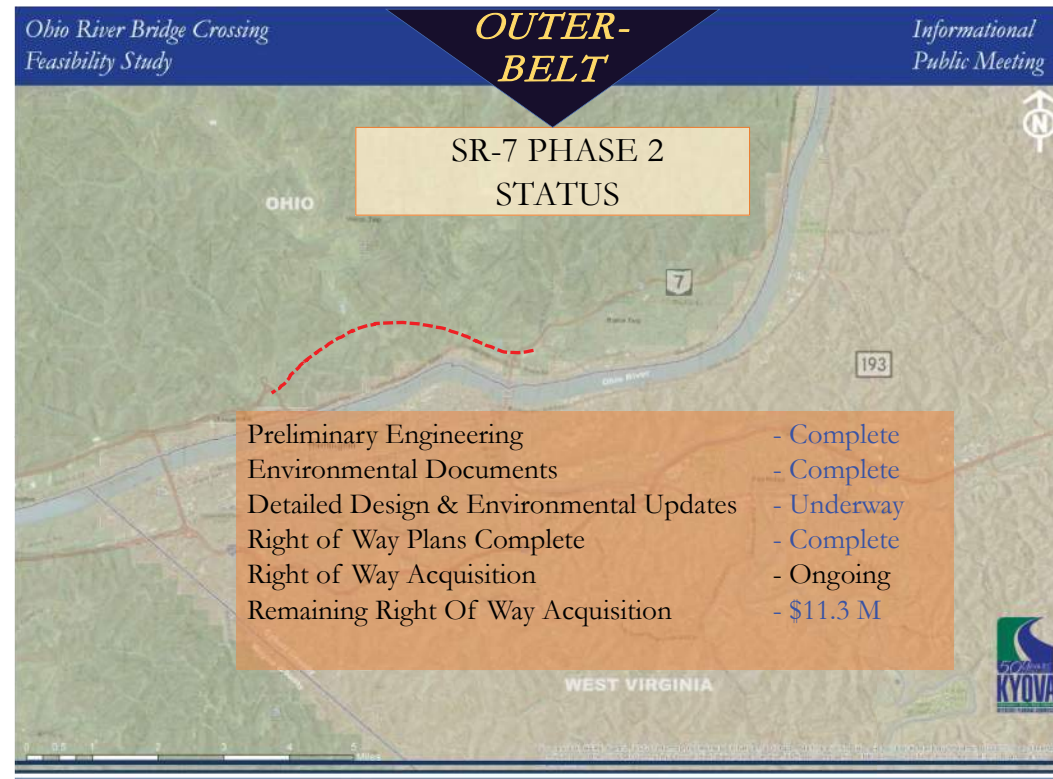 Ohio River Bridge Crossing
Feasibility Study
OUTER-
BELT
Informational
Public Meeting
N
SR-7 PHASE 2
STATUS
OHIO
7
193
Ohio River
Preliminary Engineering - Complete
Environmental Documents - Complete
Detailed Design & Environmental Updates - Underway
Right of Way Plans Complete - Complete
Right of Way Acquisition - Ongoing
Remaining Right Of Way Acquisition - $11.3 M
WEST VIRGINIA
50 Years
KYOVA
0 0.5 1 2 3 4 5
Miles